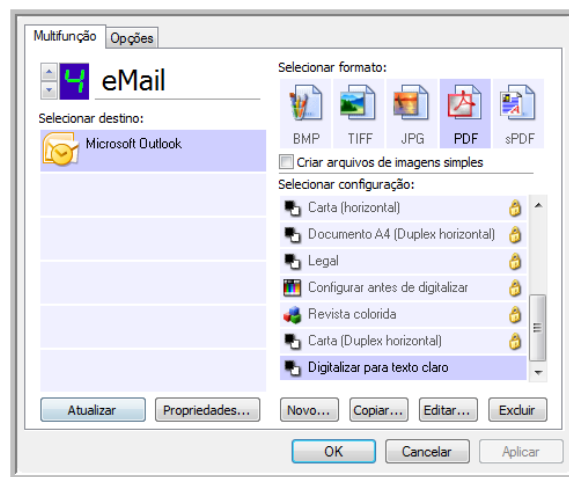 Multifunção Opções
4 eMail
Selecionar destino:
Microsoft Outlook
Atualizar Propriedades...
Selecionar formato:
BMP TIFF JPG PDF sPDF
Criar arquivos de imagens simples
Selecionar configuração:
Carta (horizontal)
Documento A4 (Duplex horizontal)
Legal
Configurar antes de digitalizar
Revista colorida
Carta (Duplex horizontal)
Digitalizar para texto claro
Novo... Copiar... Editar... Excluir
OK Cancelar Aplicar